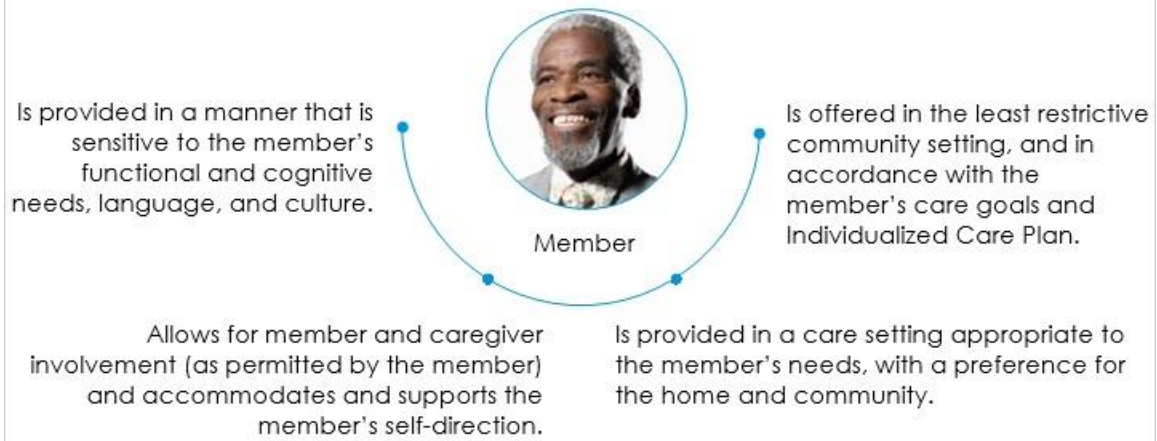 Is provided in a manner that is
sensitive to the member's
functional and cognitive
needs, language, and culture.
Member
Is offered in the least restrictive
community setting, and in
accordance with the
member's care goals and
Individualized Care Plan.
Allows for member and caregiver
involvement (as permitted by the member)
and accommodates and supports the
member's self-direction.
Is provided in a care setting appropriate to
the member's needs, with a preference for
the home and community.